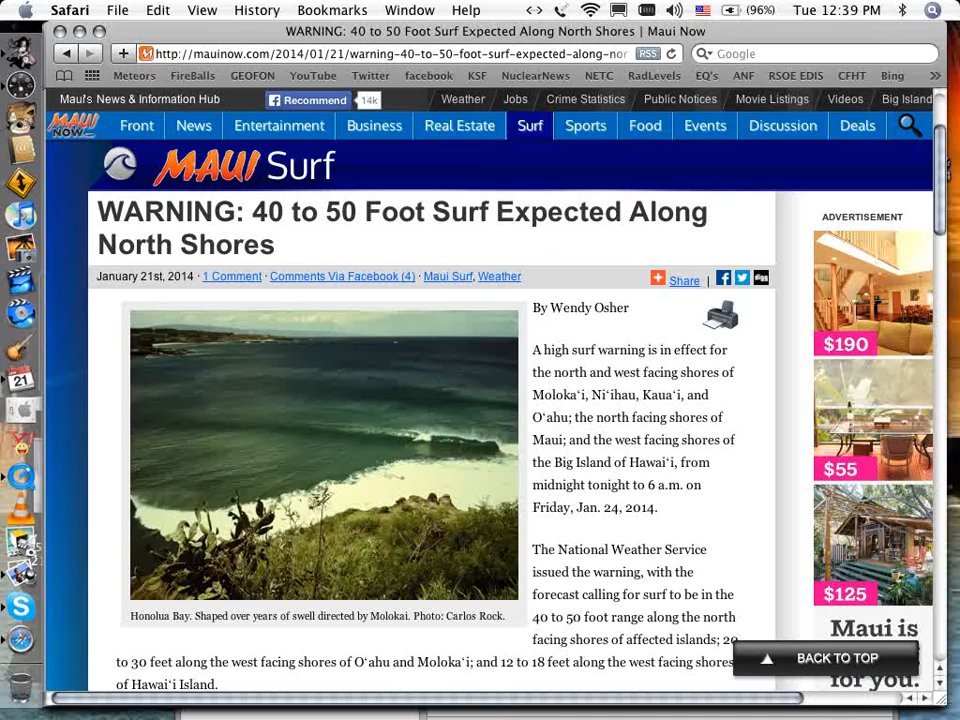 Safari File Edit View History Bookmarks Window Help (96%) Tue 12:39 PM
WARNING: 40 to 50 Foot Surf Expected Along North Shores | Maui Now
http://mauinow.com/2014/01/21/warning-40-to-50-foot-surf-expected-along-nor RSS Google
Meteors FireBalls GEOFON YouTube Twitter facebook KSF NuclearNews NETC RadLevels EQ's ANF RSOE EDIS CFHT Bing
Maui's News & Information Hub Recommend 14k Weather Jobs Crime Statistics Public Notices Movie Listings Videos Big Island
MAUI NOW Front News Entertainment Business Real Estate Surf Sports Food Events Discussion Deals
MAUI Surf
WARNING: 40 to 50 Foot Surf Expected Along
North Shores
ADVERTISEMENT
January 21st, 2014 · 1 Comment · Comments Via Facebook (4) · Maui Surf, Weather Share |
By Wendy Osher
A high surf warning is in effect for
the north and west facing shores of
Moloka‘i, Ni‘ihau, Kaua‘i, and
O‘ahu; the north facing shores of
Maui; and the west facing shores of
the Big Island of Hawai‘i, from
midnight tonight to 6 a.m. on
Friday, Jan. 24, 2014.
The National Weather Service
issued the warning, with the
forecast calling for surf to be in the
40 to 50 foot range along the north
facing shores of affected islands; 20
to 30 feet along the west facing shores of O‘ahu and Moloka‘i; and 12 to 18 feet along the west facing shores
of Hawai‘i Island.
Honolua Bay. Shaped over years of swell directed by Molokai. Photo: Carlos Rock.
$190
$55
$125
Maui is
for you.
BACK TO TOP
21